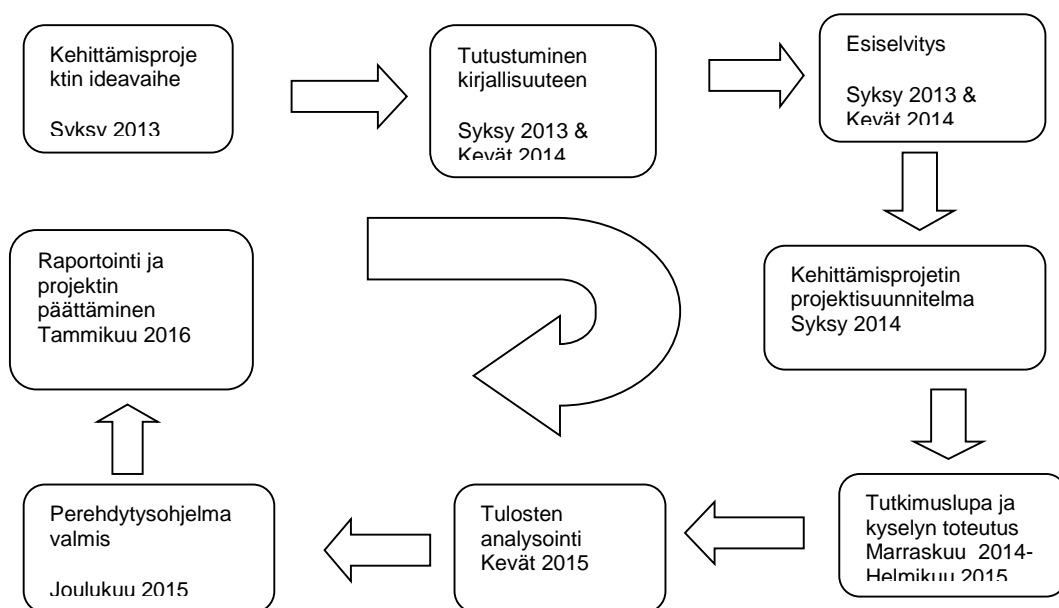 Kehittämisproje
ktin ideavaihe
Syksy 2013
Tutustuminen
kirjallisuuteen
Syksy 2013 &
Kevät 2014
Esiselvitys
Syksy 2013 &
Kevät 2014
Kehittämisprojetin
projektisuunnitelma
Syksy 2014
Tutkimuslupa ja
kyselyn toteutus
Marraskuu 2014-
Helmikuu 2015
Tulosten
analysointi
Kevät 2015
Perehdytysohjelma
valmis
Joulukuu 2015
Raportointi ja
projektin
päättäminen
Tammikuu 2016